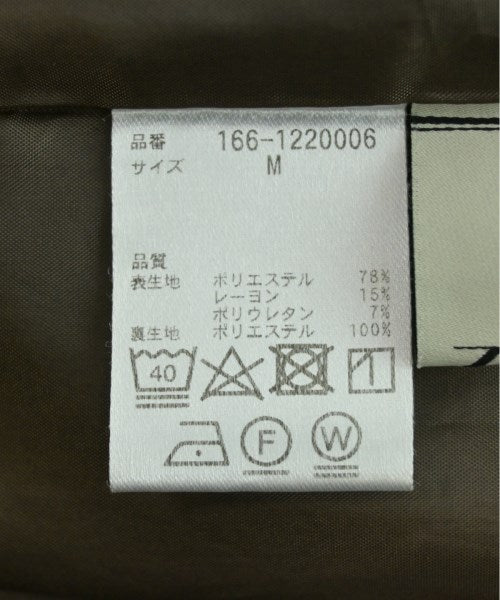 品番 166-1220006
サイズ M
品質
表生地 ポリエステル 78%
レーヨン 15%
ポリウレタン 7%
裏生地 ポリエステル 100%
40
F W